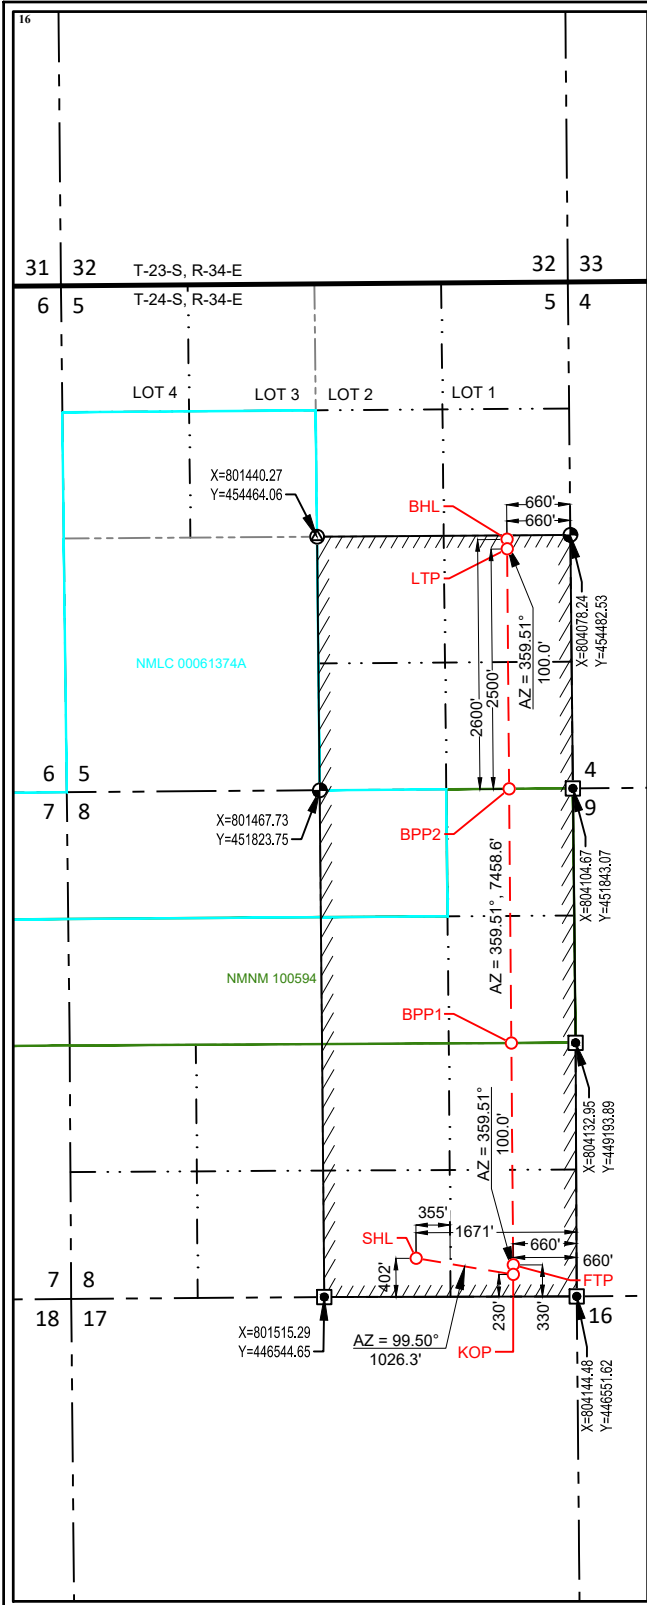 16
31 32
T-23-S, R-34-E
32 33
6 5
T-24-S, R-34-E
5 4
LOT 4
LOT 3
LOT 2
LOT 1
X=801440.27
Y=454464.06
BHL
660'
660'
LTP
X=804078.24
Y=454482.53
NMLC 00061374A
2600'
2500'
AZ = 359.51°
100.0'
6 5
4
7 8
9
X=801467.73
Y=451823.75
BPP2
X=804104.67
Y=451843.07
AZ = 359.51°, 7458.6'
NMNM 100594
BPP1
X=804132.95
Y=449193.89
AZ = 359.51°
100.0'
355'
1671'
SHL
660'
660'
402'
FTP
7 8
230'
330'
18 17
16
X=801515.29
Y=446544.65
AZ = 99.50°
1026.3'
KOP
X=804144.48
Y=446551.62